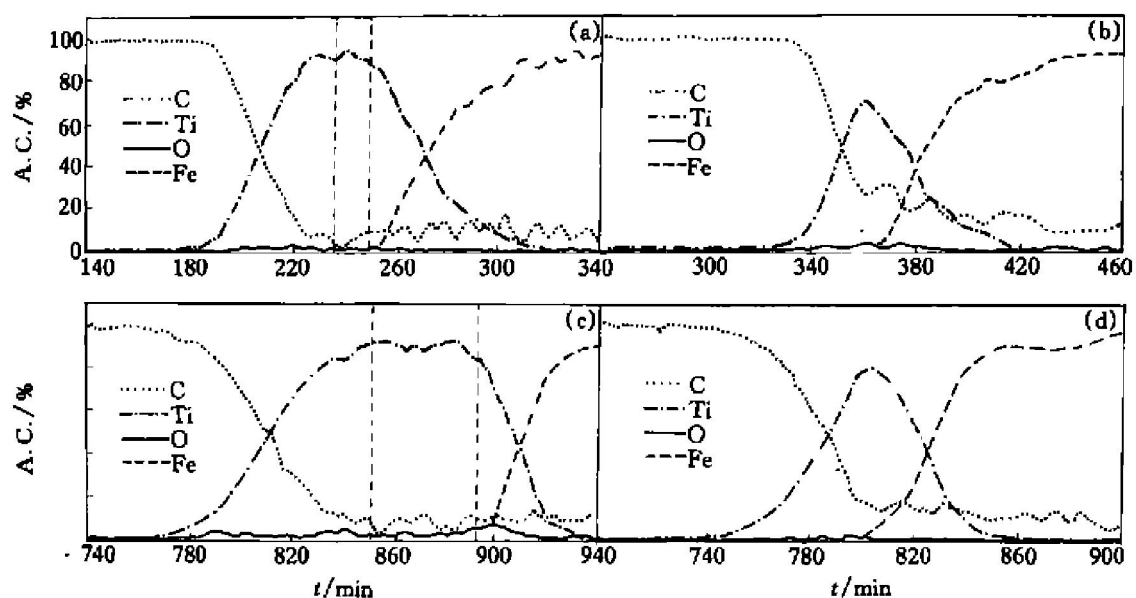 (a)
(b)
A.C./%
100
80
60
40
20
0
C
Ti
O
Fe
C
Ti
O
Fe
140 180 220 260 300 340
300 340 380 420 460
(c)
(d)
A.C./%
C
Ti
O
Fe
C
Ti
O
Fe
740 780 820 860 900 940
740 780 820 860 900
t/min
t/min